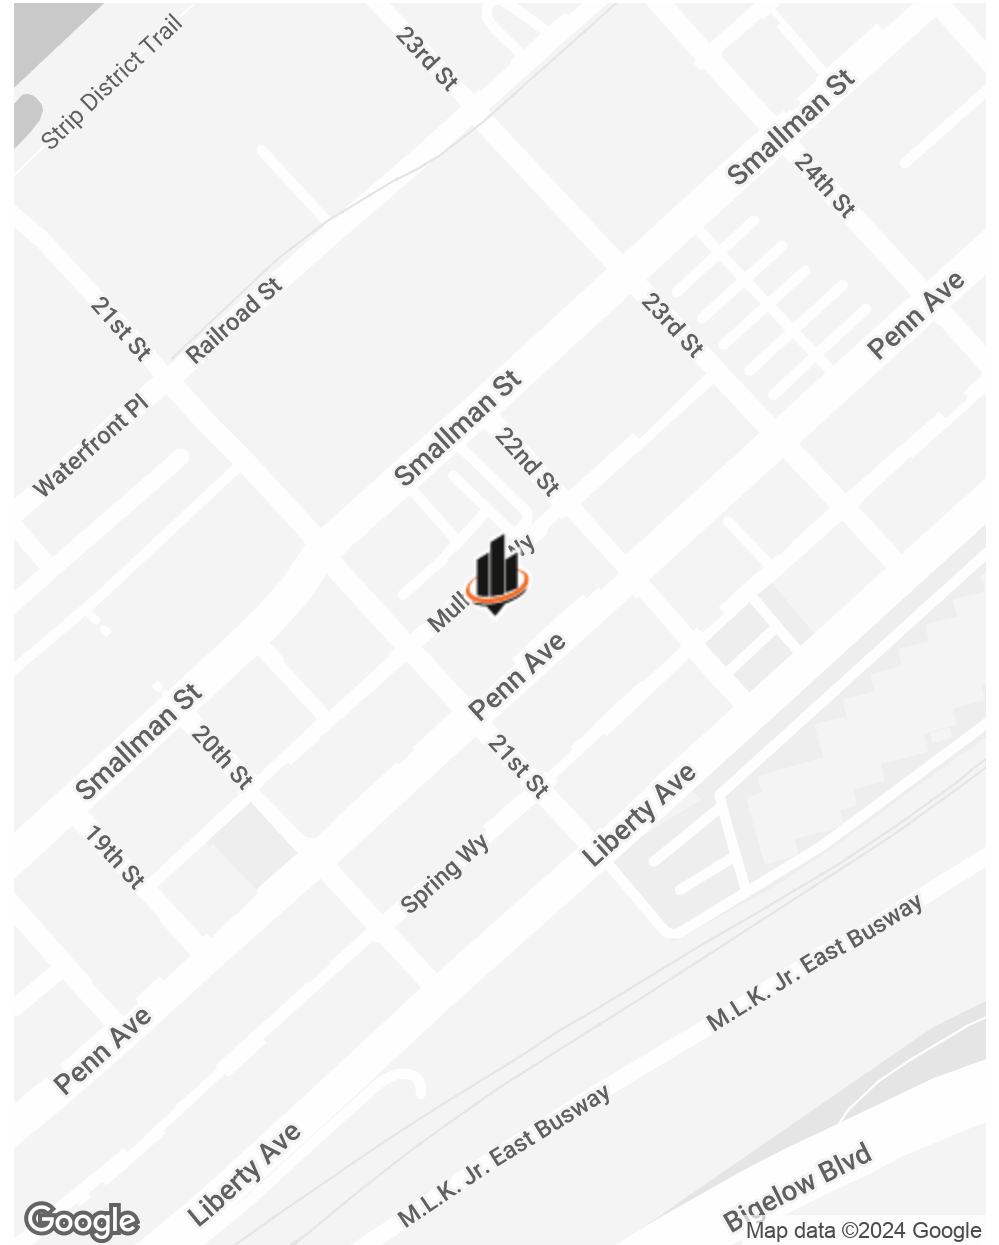 Strip District Trail
23rd St
Smallman St
24th St
Penn Ave
21st St
Railroad St
23rd St
Waterfront Pl
Smallman St
22nd St
Mull
Wy
Penn Ave
Smallman St
20th St
21st St
Liberty Ave
19th St
Spring Wy
M.L.K. Jr. East Busway
Penn Ave
M.L.K. Jr. East Busway
Liberty Ave
Bigelow Blvd
Google
Map data ©2024 Google